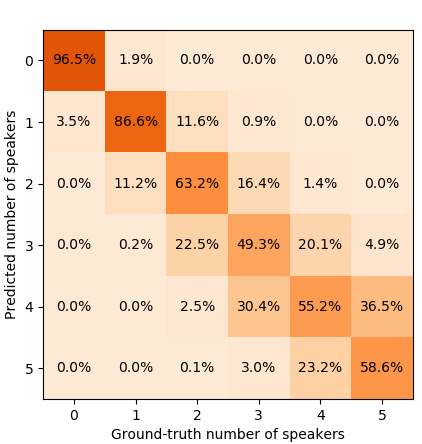 Predicted number of speakers
0 96.5% 1.9% 0.0% 0.0% 0.0% 0.0%
1 3.5% 86.6% 11.6% 0.9% 0.0% 0.0%
2 0.0% 11.2% 63.2% 16.4% 1.4% 0.0%
3 0.0% 0.2% 22.5% 49.3% 20.1% 4.9%
4 0.0% 0.0% 2.5% 30.4% 55.2% 36.5%
5 0.0% 0.0% 0.1% 3.0% 23.2% 58.6%
0 1 2 3 4 5
Ground-truth number of speakers